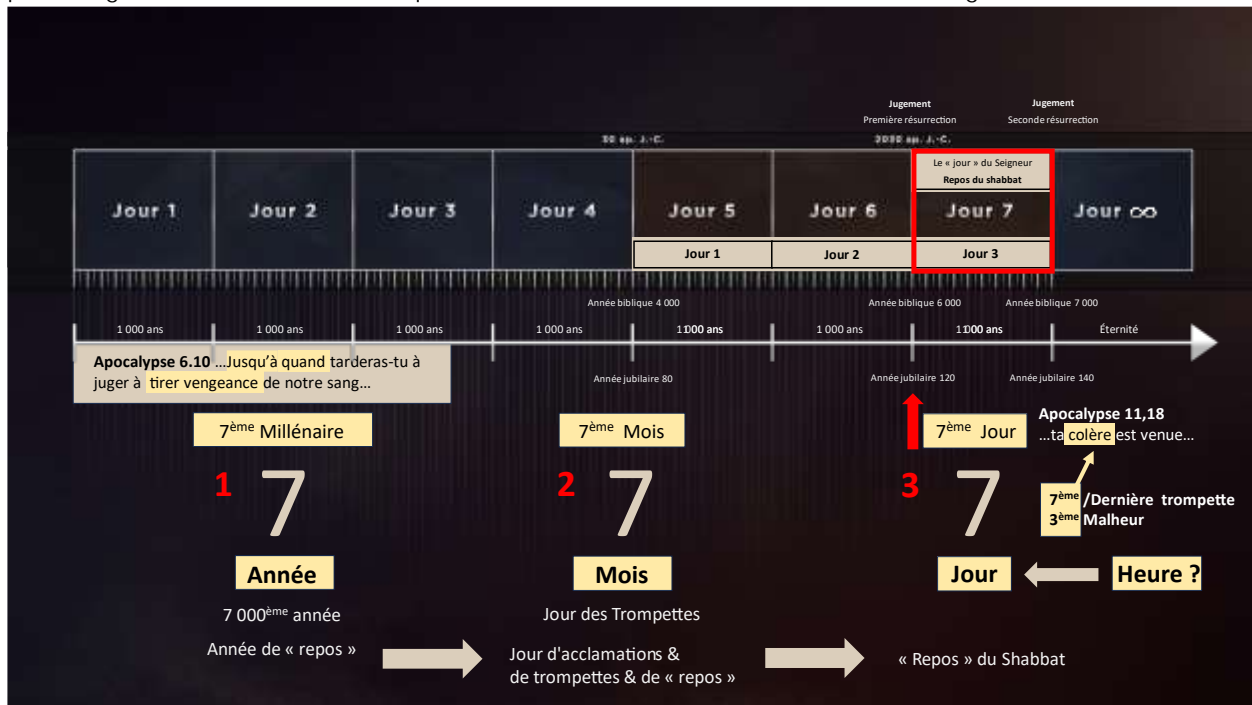 Jugement
Jugement
Première résurrection
Seconde résurrection
30 ap. J.-C.
2030 ap. J.-C.
Le « jour » du Seigneur
Repos du shabbat
Jour 1
Jour 2
Jour 3
Jour 4
Jour 5
Jour 6
Jour 7
Jour ∞
Jour 1
Jour 2
Jour 3
Année biblique 4 000
Année biblique 6 000
Année biblique 7 000
1 000 ans
1 000 ans
1 000 ans
1 000 ans
1 000 ans
1 000 ans
1 000 ans
Éternité
Apocalypse 6.10 ...Jusqu’à quand tarderas-tu à
juger à tirer vengeance de notre sang...
Année jubilaire 80
Année jubilaire 120
Année jubilaire 140
7ème Millénaire
7ème Mois
7ème Jour
Apocalypse 11,18
...ta colère est venue...
1 7
2 7
3 7
7ème /Dernière trompette
3ème Malheur
Année
Mois
Jour
Heure ?
7 000ème année
Jour des Trompettes
Année de « repos »
Jour d'acclamations &
de trompettes & de « repos »
« Repos » du Shabbat